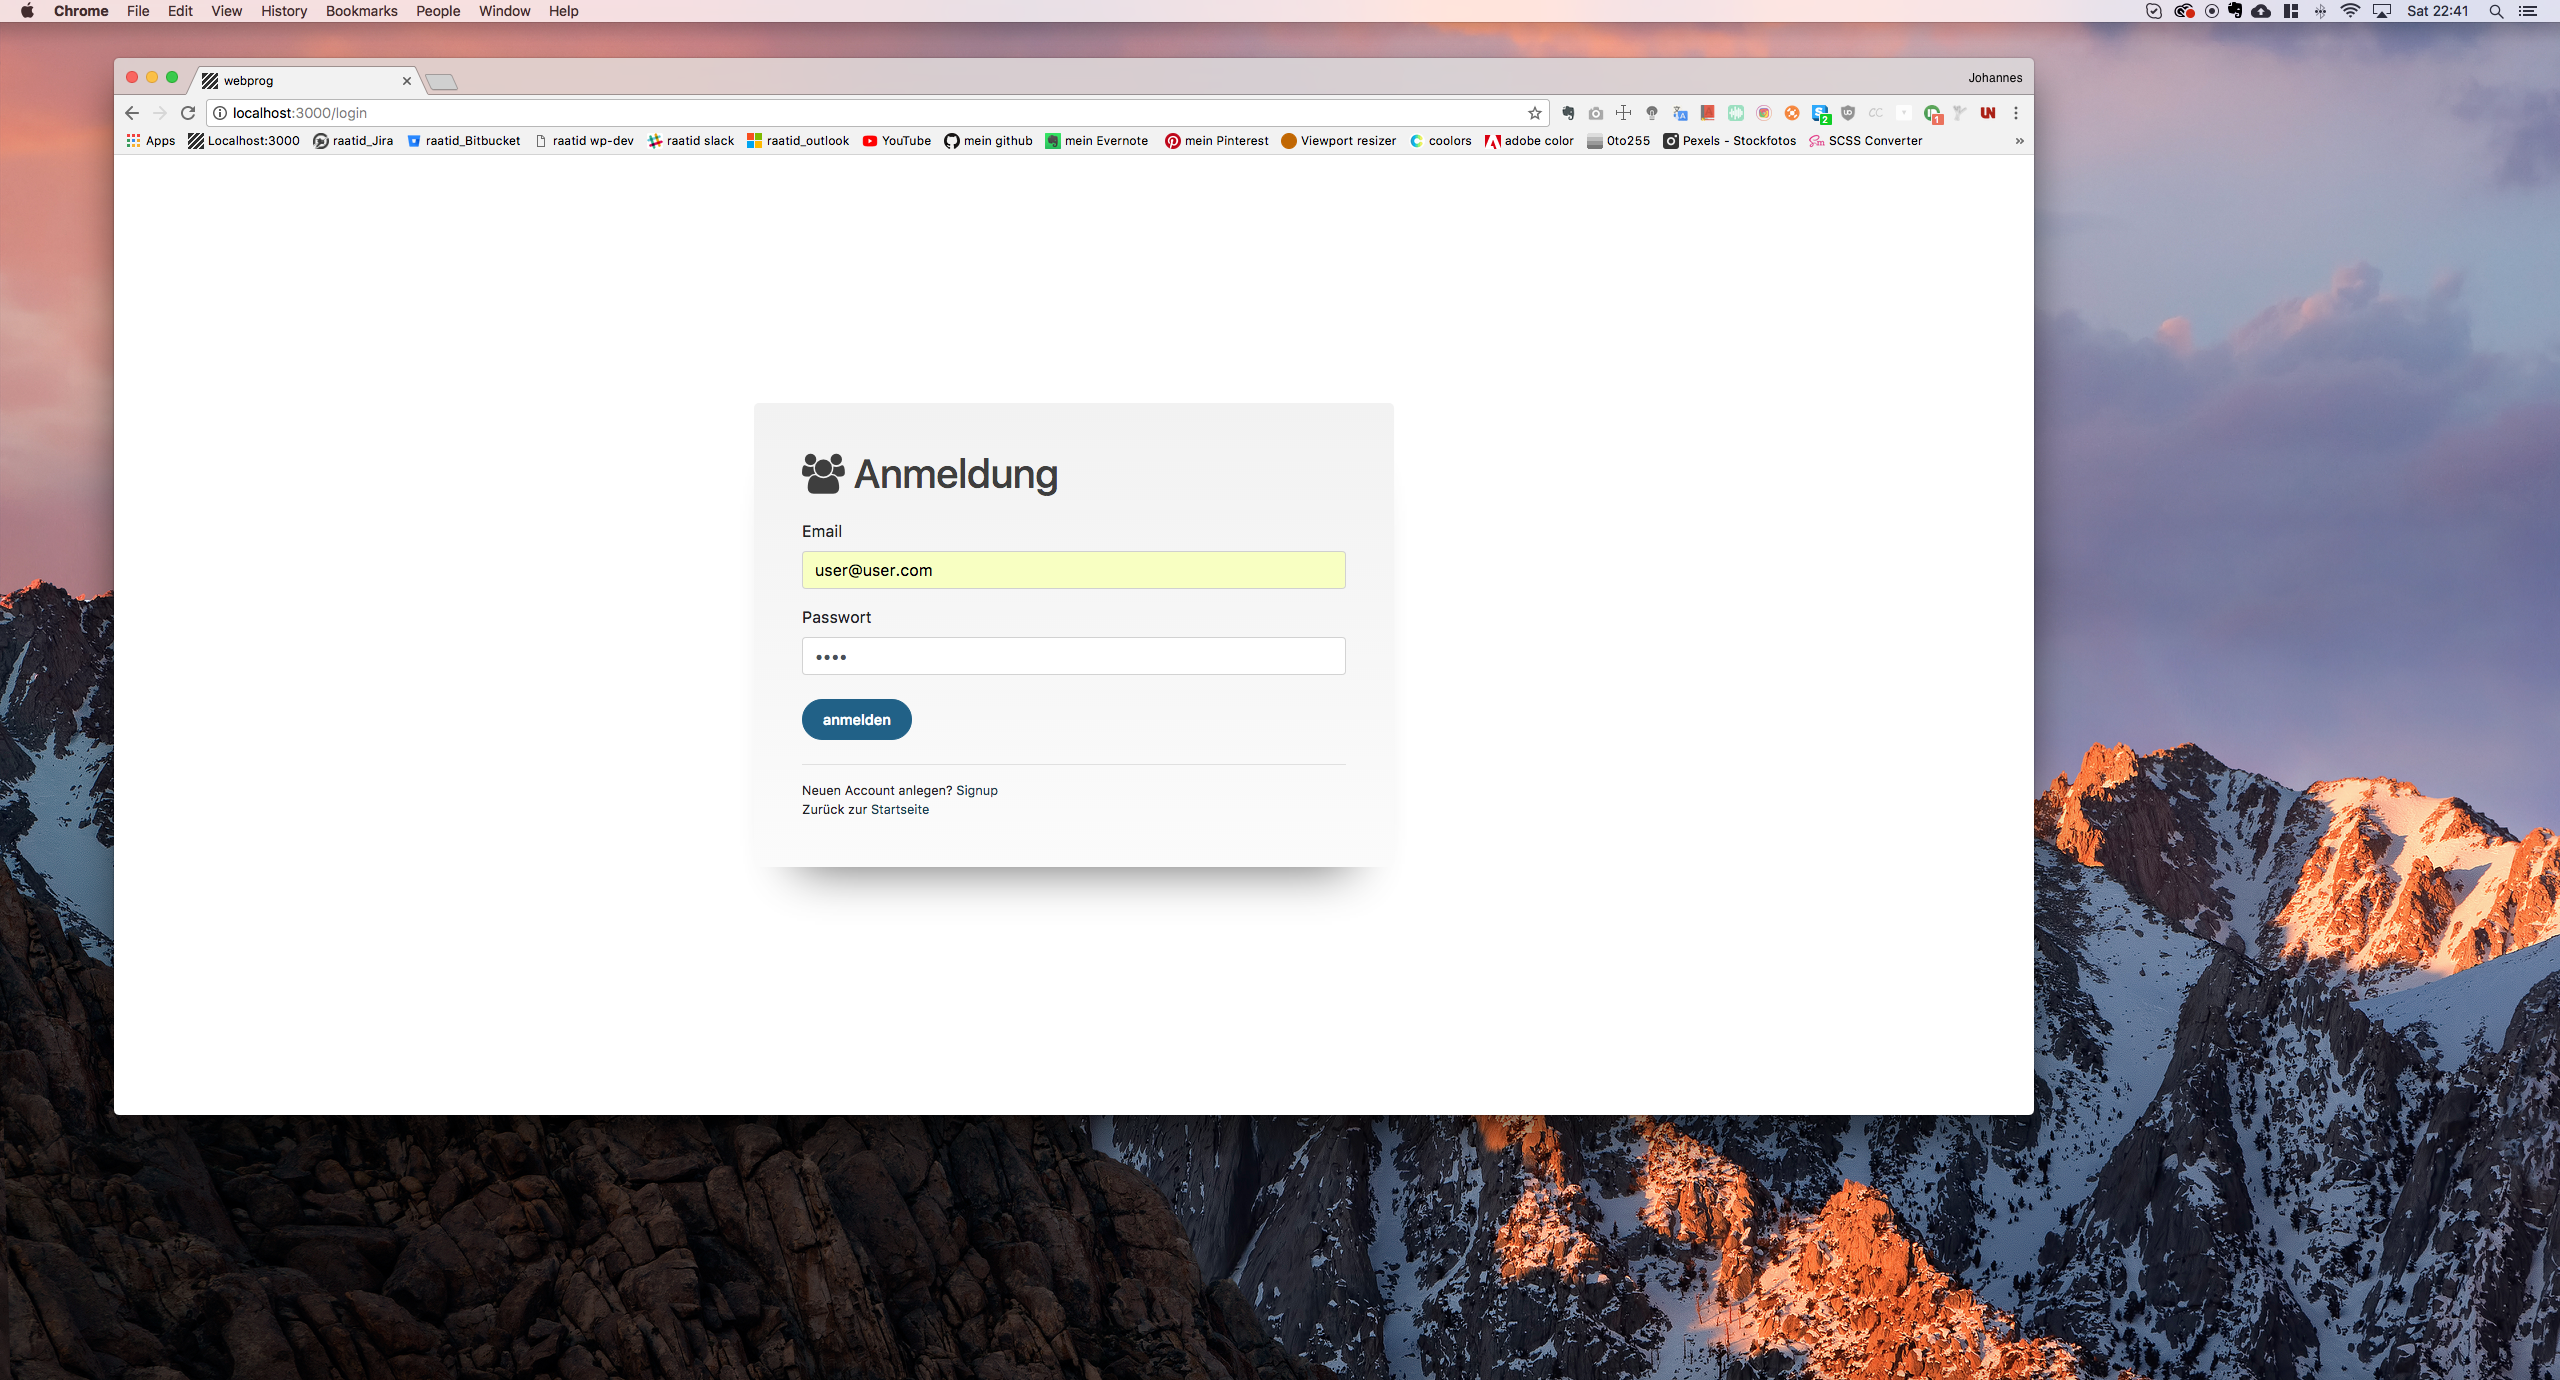 Chrome File Edit View History Bookmarks People Window Help Sat 22:41
webprog Johannes
localhost:3000/login 2 1 UN
Apps Localhost:3000 raatid_Jira raatid_Bitbucket raatid wp-dev raatid slack raatid_outlook YouTube mein github mein Evernote mein Pinterest Viewport resizer coolors adobe color 0to255 Pexels - Stockfotos SCSS Converter »
Anmeldung
Email
user@user.com
Passwort
••••
anmelden
Neuen Account anlegen? Signup
Zurück zur Startseite